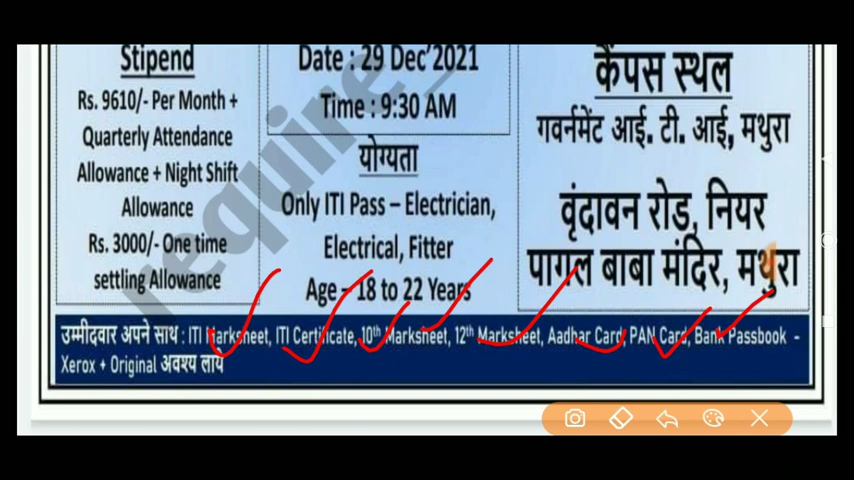 Stipend
Rs. 9610/- Per Month +
Quarterly Attendance
Allowance + Night Shift
Allowance
Rs. 3000/- One time
settling Allowance
Date : 29 Dec'2021
Time : 9:30 AM
योग्यता
Only ITI Pass – Electrician,
Electrical, Fitter
Age – 18 to 22 Years
कैंपस स्थल
गवर्नमेंट आई. टी. आई, मथुरा
वृंदावन रोड, नियर
पागल बाबा मंदिर, मथुरा
उम्मीदवार अपने साथ : ITI Marksheet, ITI Certificate, 10th Marksheet, 12th Marksheet, Aadhar Card, PAN Card, Bank Passbook -
Xerox + Original अवश्य लाये
require_